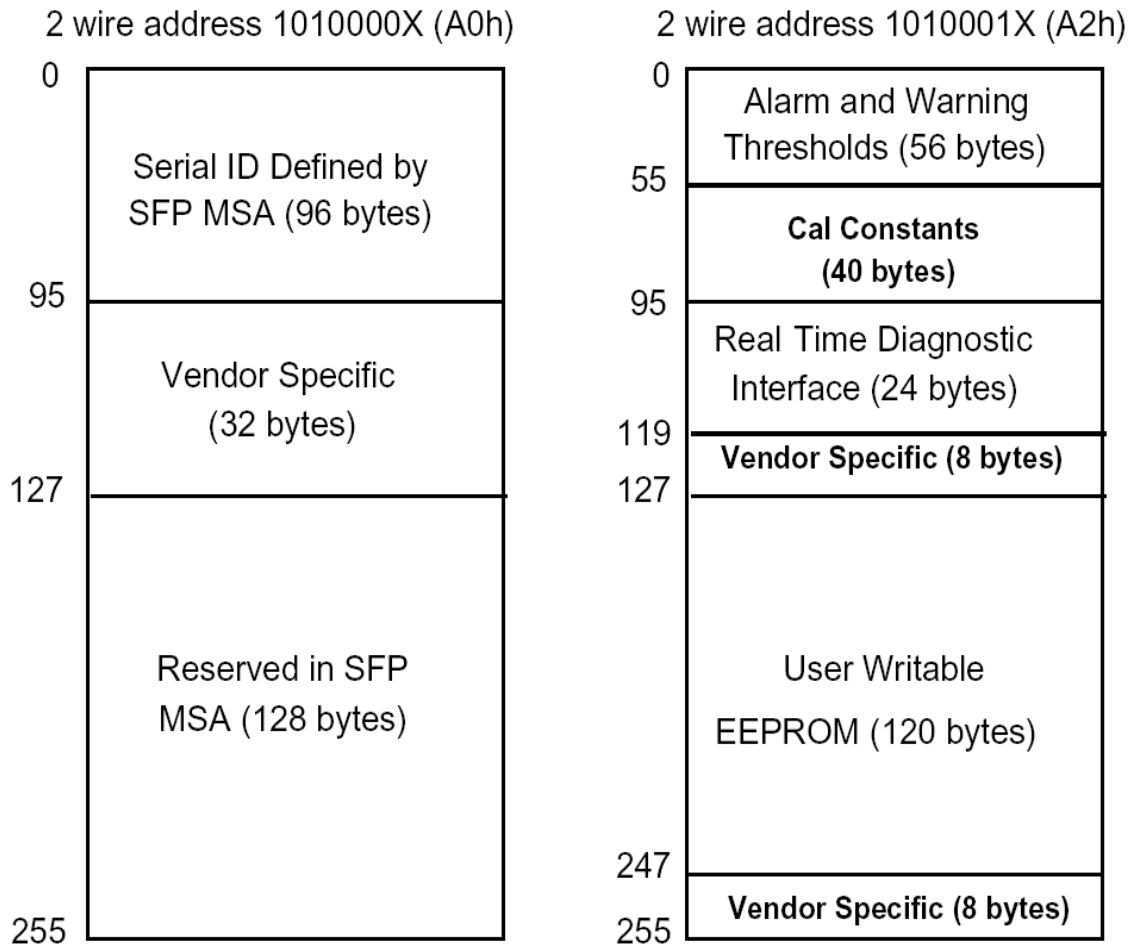 2 wire address 1010000X (A0h)
0
Serial ID Defined by
SFP MSA (96 bytes)
95
Vendor Specific
(32 bytes)
127
Reserved in SFP
MSA (128 bytes)
255
2 wire address 1010001X (A2h)
0
Alarm and Warning
Thresholds (56 bytes)
55
Cal Constants
(40 bytes)
95
Real Time Diagnostic
Interface (24 bytes)
119
Vendor Specific (8 bytes)
127
User Writable
EEPROM (120 bytes)
247
Vendor Specific (8 bytes)
255